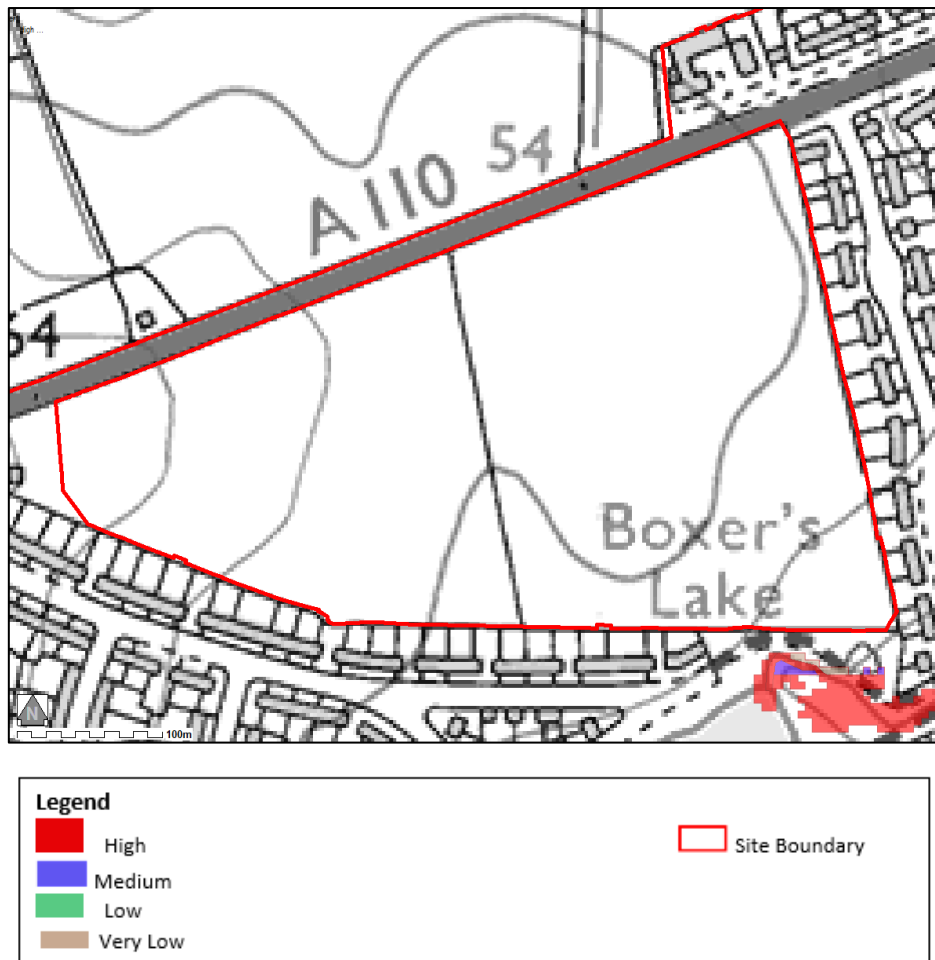 A110 54
54
Boxer's
Lake
N
100m
Legend
High
Site Boundary
Medium
Low
Very Low